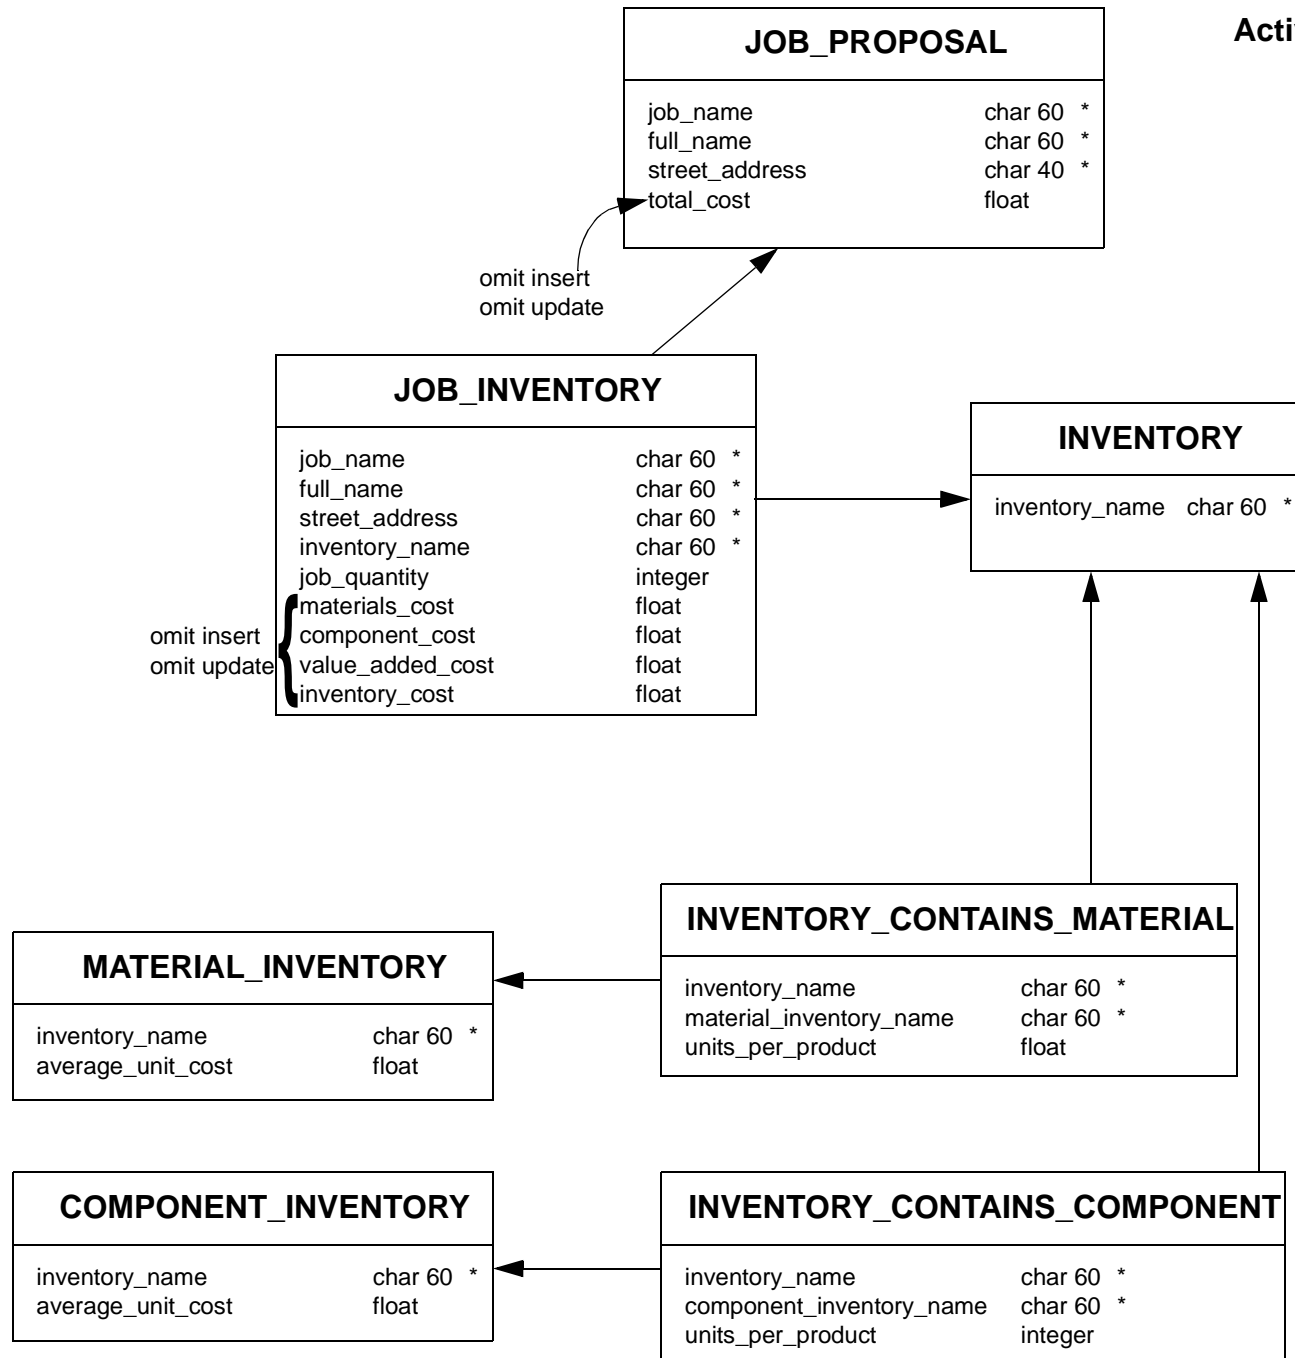 Acti
JOB_PROPOSAL
job_name char 60 *
full_name char 60 *
street_address char 40 *
total_cost float
omit insert
omit update
JOB_INVENTORY
job_name char 60 *
full_name char 60 *
street_address char 60 *
inventory_name char 60 *
job_quantity integer
materials_cost float
component_cost float
value_added_cost float
inventory_cost float
omit insert
omit update
INVENTORY
inventory_name char 60 *
INVENTORY_CONTAINS_MATERIAL
inventory_name char 60 *
material_inventory_name char 60 *
units_per_product float
MATERIAL_INVENTORY
inventory_name char 60 *
average_unit_cost float
COMPONENT_INVENTORY
inventory_name char 60 *
average_unit_cost float
INVENTORY_CONTAINS_COMPONENT
inventory_name char 60 *
component_inventory_name char 60 *
units_per_product integer